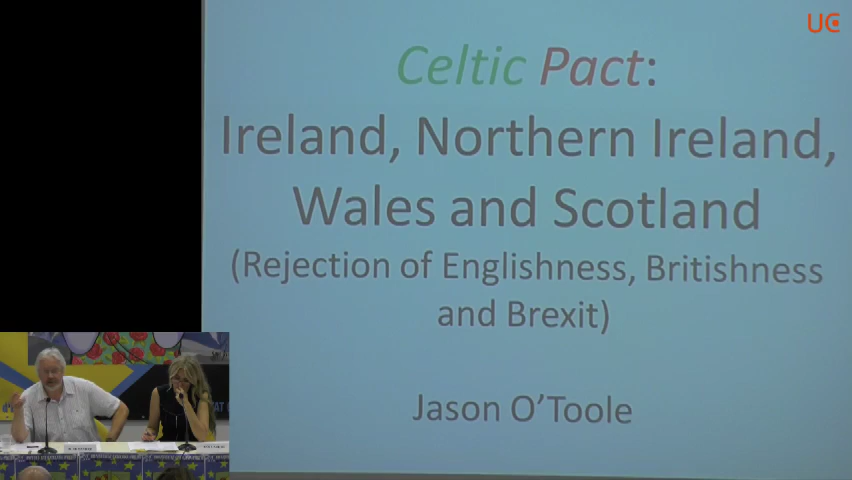 UC
Celtic Pact:
Ireland, Northern Ireland,
Wales and Scotland
(Rejection of Englishness, Britishness
and Brexit)
Jason O'Toole